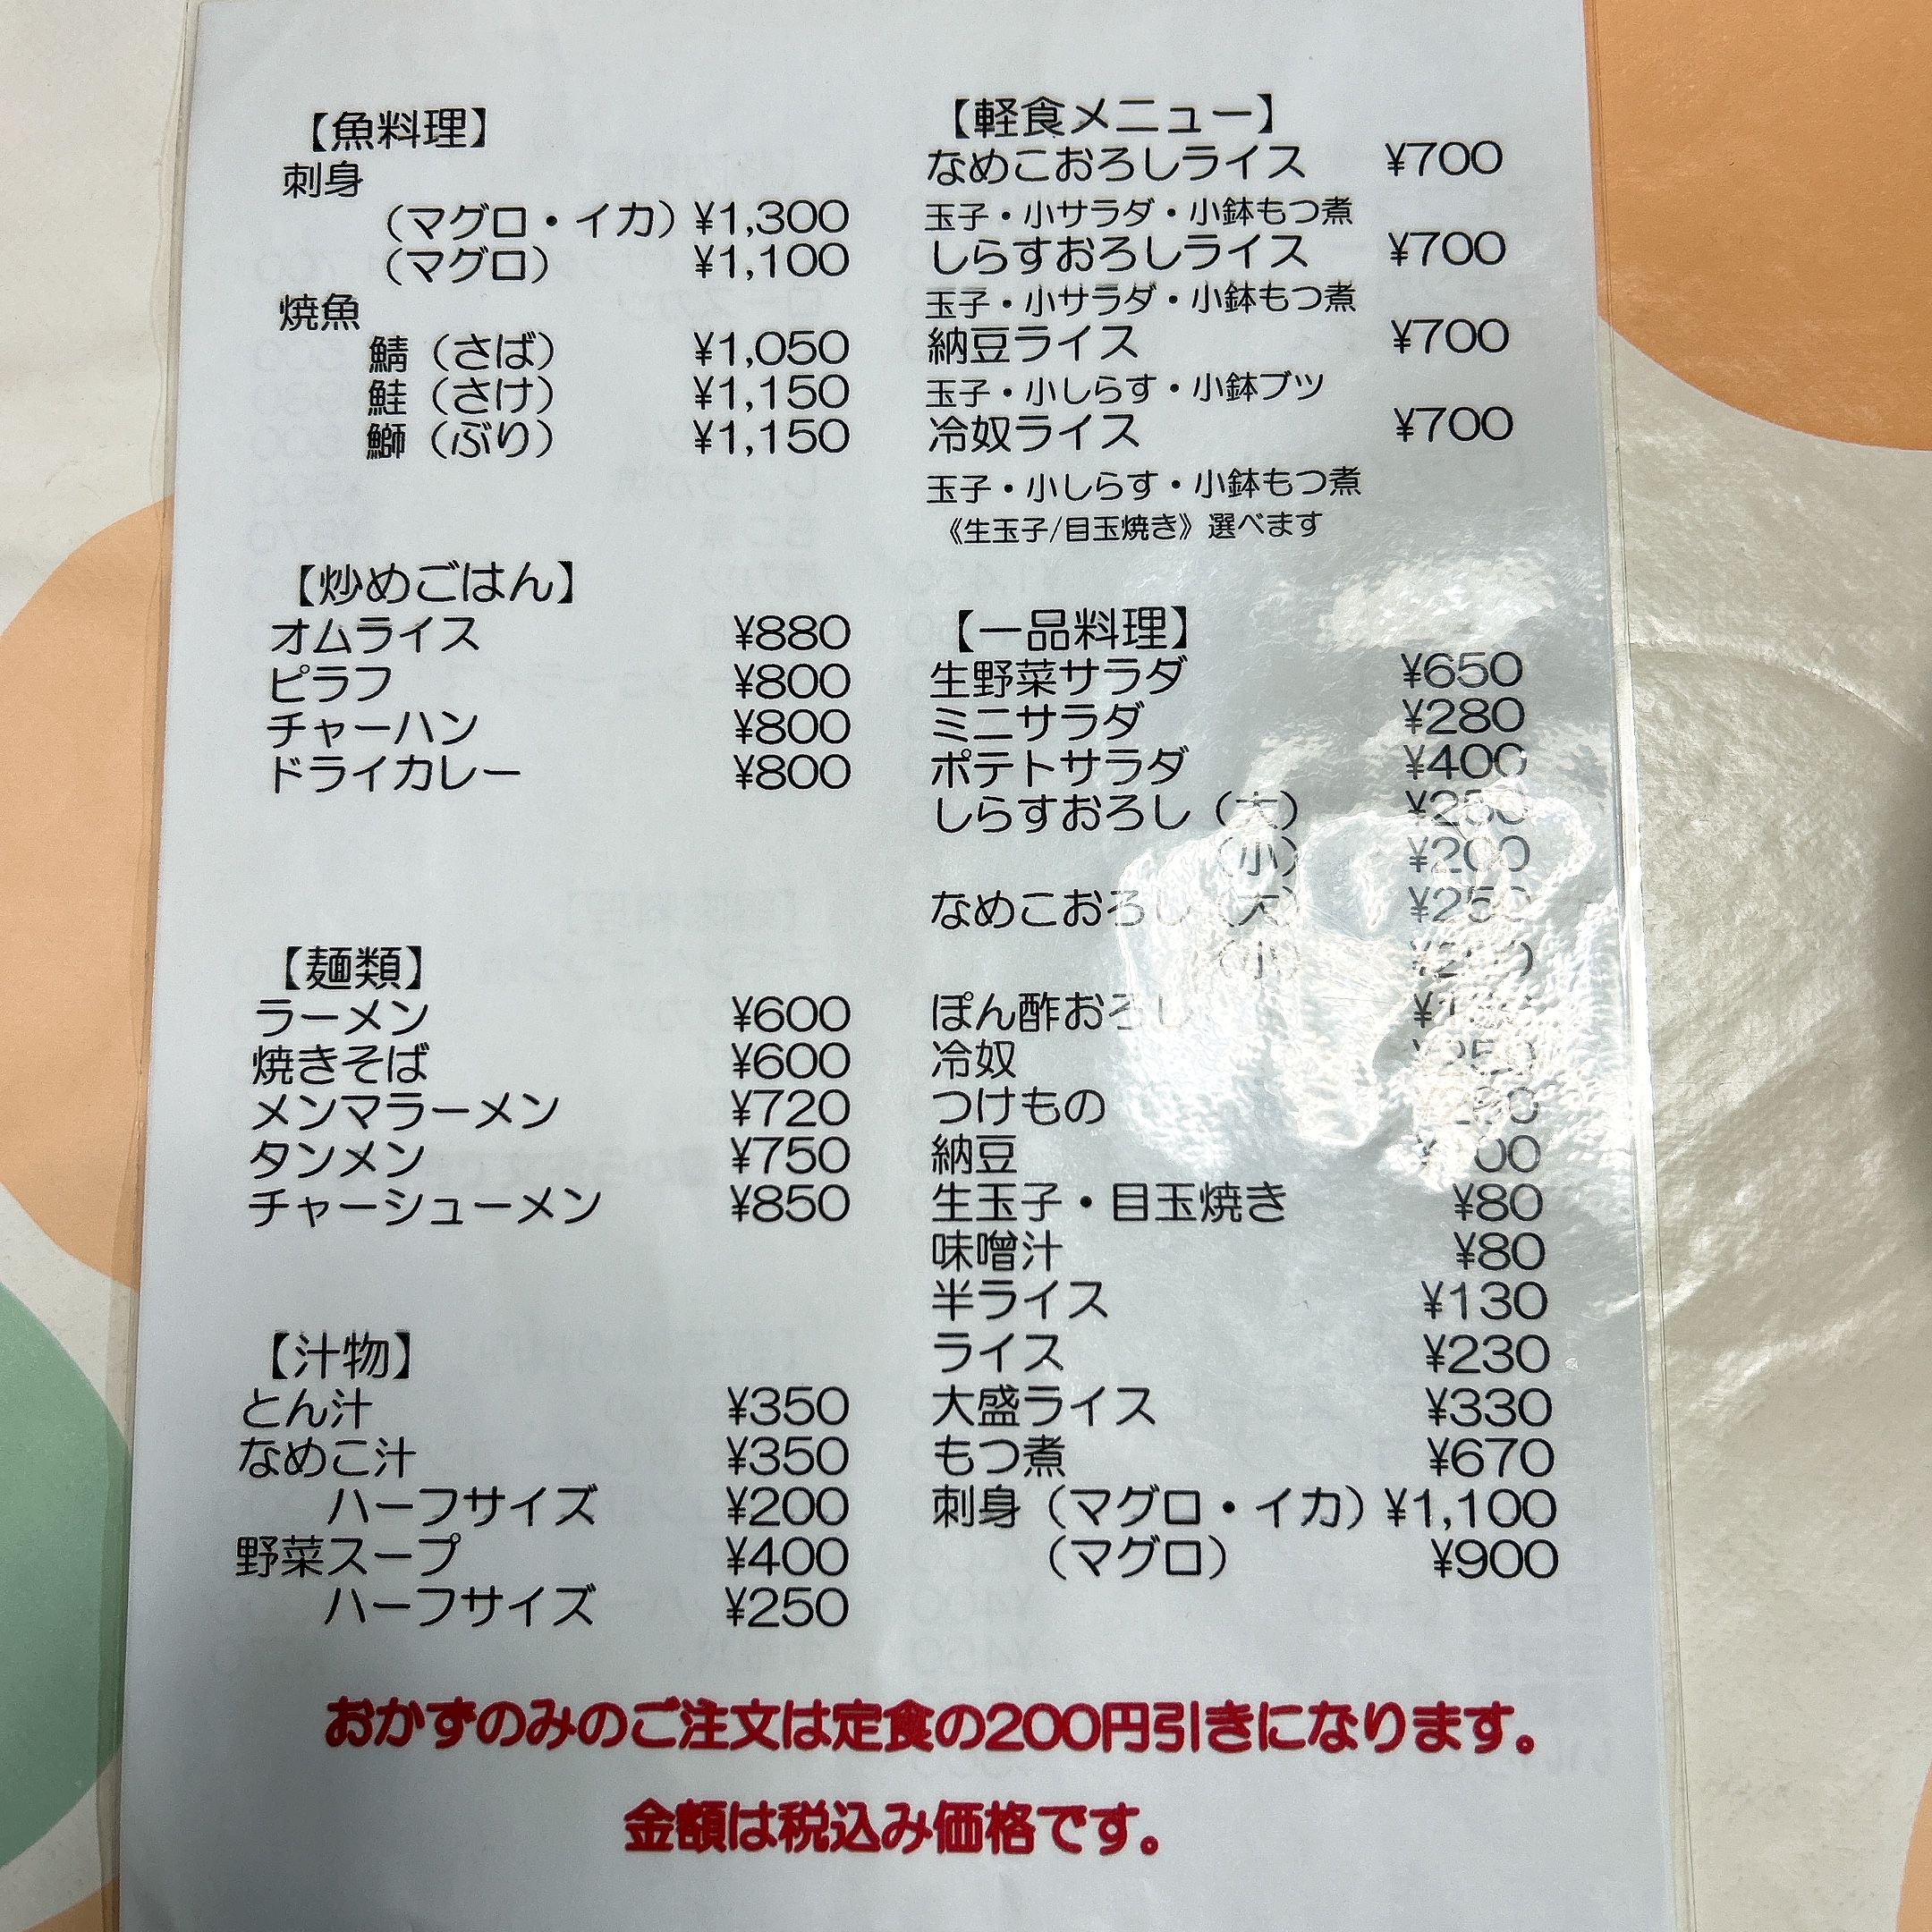 【魚料理】
刺身
（マグロ・イカ）¥1,300
（マグロ） ¥1,100
焼魚
鯖（さば） ¥1,050
鮭（さけ） ¥1,150
鰤（ぶり） ¥1,150
【炒めごはん】
オムライス ¥880
ピラフ ¥800
チャーハン ¥800
ドライカレー ¥800
【麺類】
ラーメン ¥600
焼きそば ¥600
メンマラーメン ¥720
タンメン ¥750
チャーシューメン ¥850
【汁物】
とん汁 ¥350
なめこ汁 ¥350
ハーフサイズ ¥200
野菜スープ ¥400
ハーフサイズ ¥250
【軽食メニュー】
なめこおろしライス ¥700
玉子・小サラダ・小鉢もつ煮
しらすおろしライス ¥700
玉子・小サラダ・小鉢もつ煮
納豆ライス ¥700
玉子・小しらす・小鉢ブツ
冷奴ライス ¥700
玉子・小しらす・小鉢もつ煮
《生玉子/目玉焼き》選べます
【一品料理】
生野菜サラダ ¥650
ミニサラダ ¥280
ポテトサラダ ¥400
しらすおろし（大） ¥250
（小） ¥200
なめこおろし（大） ¥250
（小）
ぽん酢おろし
冷奴 ¥250
つけもの
納豆
生玉子・目玉焼き ¥80
味噌汁 ¥80
半ライス ¥130
ライス ¥230
大盛ライス ¥330
もつ煮 ¥670
刺身（マグロ・イカ）¥1,100
（マグロ） ¥900
おかずのみのご注文は定食の200円引きになります。
金額は税込み価格です。